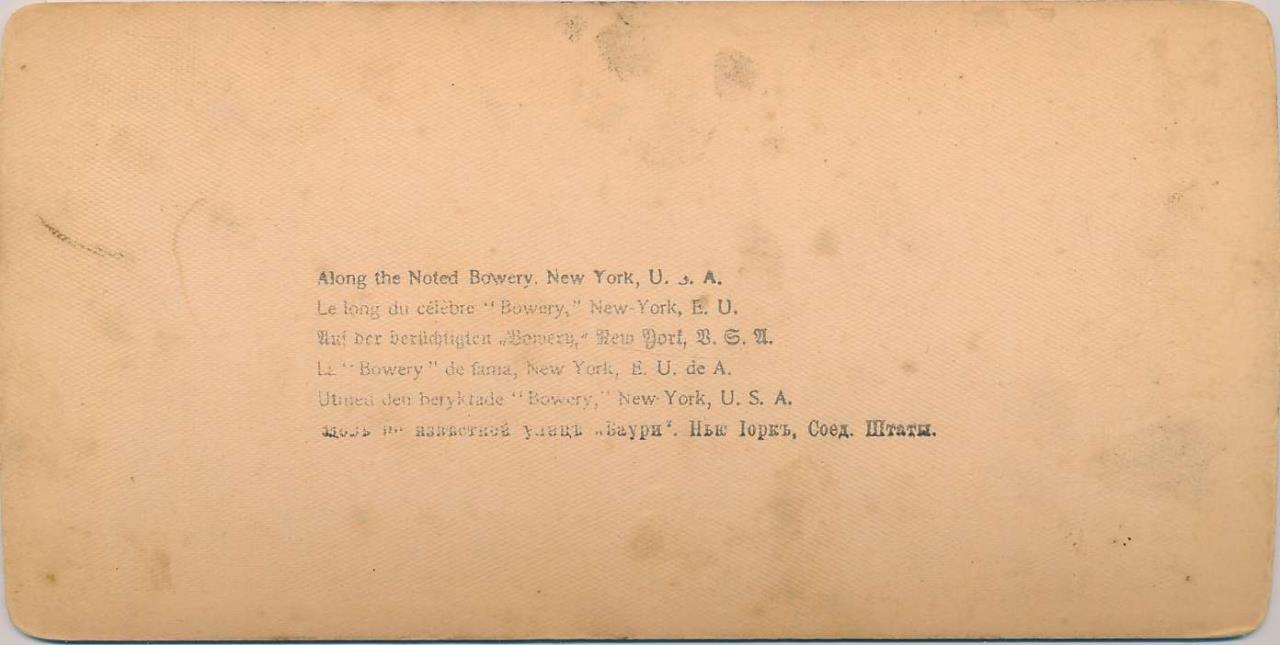 Along the Noted Bowery. New York, U. S. A.
Le long du célèbre "Bowery," New-York, E. U.
Auf der berüchtigten „Bowery," New York, V. S. A.
La "Bowery" de fama, New York, E. U. de A.
Utmed den beryktade "Bowery," New-York, U. S. A.
извѣстной улицѣ „Баури“. Нью Іоркъ, Соед. Штаты.